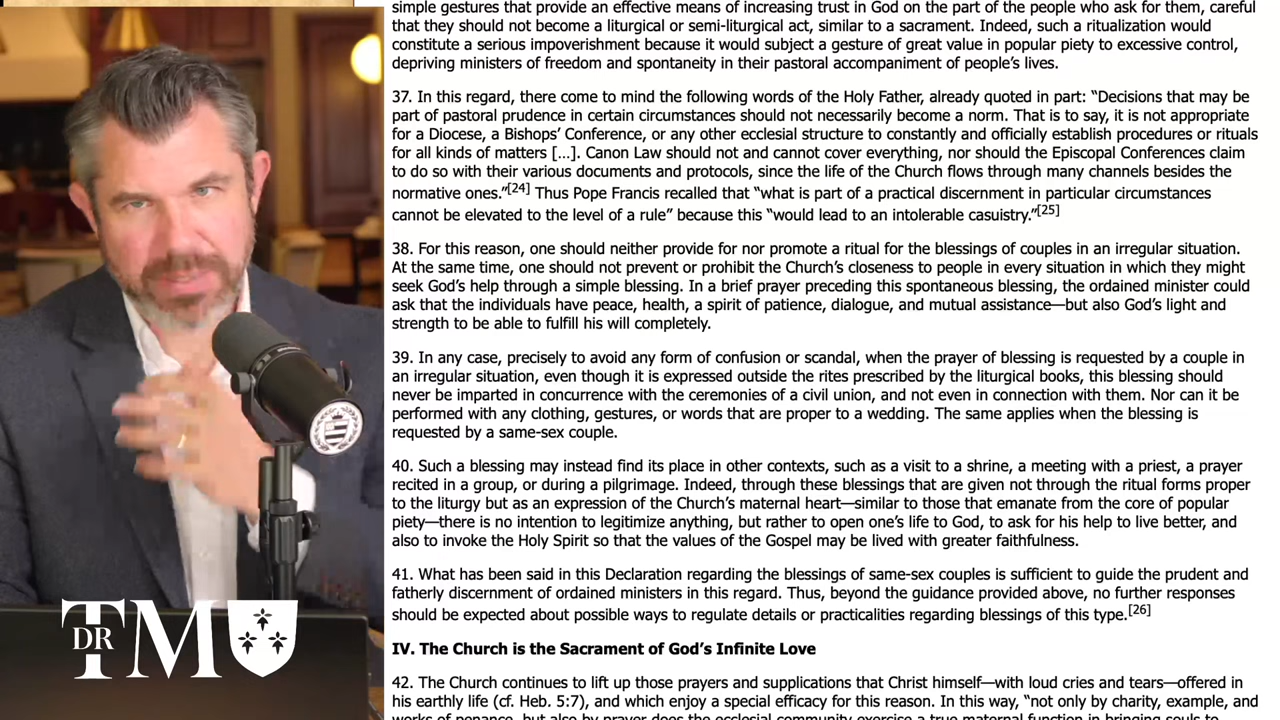 simple gestures that provide an effective means of increasing trust in God on the part of the people who ask for them, careful
that they should not become a liturgical or semi-liturgical act, similar to a sacrament. Indeed, such a ritualization would
constitute a serious impoverishment because it would subject a gesture of great value in popular piety to excessive control,
depriving ministers of freedom and spontaneity in their pastoral accompaniment of people’s lives.
37. In this regard, there come to mind the following words of the Holy Father, already quoted in part: “Decisions that may be
part of pastoral prudence in certain circumstances should not necessarily become a norm. That is to say, it is not appropriate
for a Diocese, a Bishops’ Conference, or any other ecclesial structure to constantly and officially establish procedures or rituals
for all kinds of matters […]. Canon Law should not and cannot cover everything, nor should the Episcopal Conferences claim
to do so with their various documents and protocols, since the life of the Church flows through many channels besides the
normative ones.”[24] Thus Pope Francis recalled that “what is part of a practical discernment in particular circumstances
cannot be elevated to the level of a rule” because this “would lead to an intolerable casuistry.”[25]
38. For this reason, one should neither provide for nor promote a ritual for the blessings of couples in an irregular situation.
At the same time, one should not prevent or prohibit the Church’s closeness to people in every situation in which they might
seek God’s help through a simple blessing. In a brief prayer preceding this spontaneous blessing, the ordained minister could
ask that the individuals have peace, health, a spirit of patience, dialogue, and mutual assistance—but also God’s light and
strength to be able to fulfill his will completely.
39. In any case, precisely to avoid any form of confusion or scandal, when the prayer of blessing is requested by a couple in
an irregular situation, even though it is expressed outside the rites prescribed by the liturgical books, this blessing should
never be imparted in concurrence with the ceremonies of a civil union, and not even in connection with them. Nor can it be
performed with any clothing, gestures, or words that are proper to a wedding. The same applies when the blessing is
requested by a same-sex couple.
40. Such a blessing may instead find its place in other contexts, such as a visit to a shrine, a meeting with a priest, a prayer
recited in a group, or during a pilgrimage. Indeed, through these blessings that are given not through the ritual forms proper
to the liturgy but as an expression of the Church’s maternal heart—similar to those that emanate from the core of popular
piety—there is no intention to legitimize anything, but rather to open one’s life to God, to ask for his help to live better, and
also to invoke the Holy Spirit so that the values of the Gospel may be lived with greater faithfulness.
41. What has been said in this Declaration regarding the blessings of same-sex couples is sufficient to guide the prudent and
fatherly discernment of ordained ministers in this regard. Thus, beyond the guidance provided above, no further responses
should be expected about possible ways to regulate details or practicalities regarding blessings of this type.[26]
IV. The Church is the Sacrament of God’s Infinite Love
42. The Church continues to lift up those prayers and supplications that Christ himself—with loud cries and tears—offered in
his earthly life (cf. Heb. 5:7), and which enjoy a special efficacy for this reason. In this way, “not only by charity, example, and
works of penance, but also by prayer does the ecclesial community exercise a true maternal function in bringing souls to
DR TM